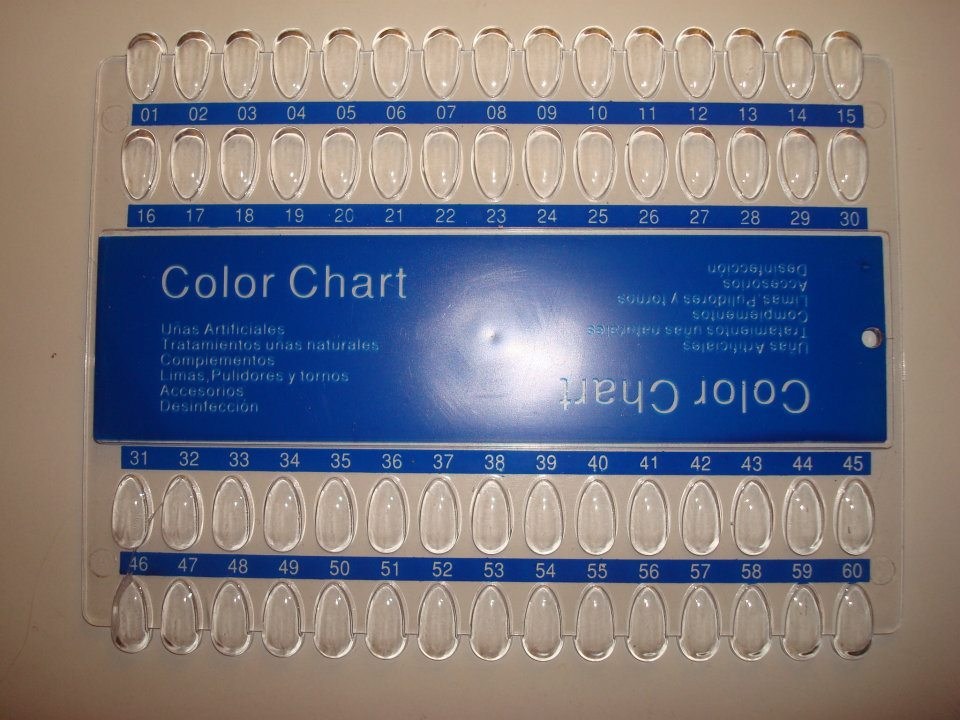 01 02 03 04 05 06 07 08 09 10 11 12 13 14 15
16 17 18 19 20 21 22 23 24 25 26 27 28 29 30
Color Chart
Uñas Artificiales
Tratamientos uñas naturales
Complementos
Limas,Pulidores y tornos
Accesorios
Desinfección
Color Chart
Uñas Artificiales
Tratamientos uñas naturales
Complementos
Limas,Pulidores y tornos
Accesorios
Desinfección
31 32 33 34 35 36 37 38 39 40 41 42 43 44 45
46 47 48 49 50 51 52 53 54 55 56 57 58 59 60